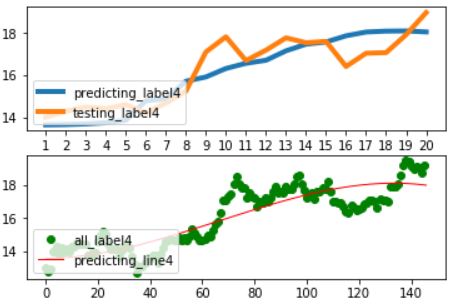 18
16
14
predicting_label4
testing_label4
1 2 3 4 5 6 7 8 9 10 11 12 13 14 15 16 17 18 19 20
18
16
14
all_label4
predicting_line4
0 20 40 60 80 100 120 140